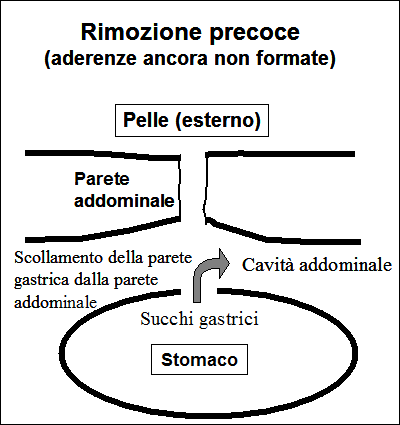 Rimozione precoce
(aderenze ancora non formate)
Pelle (esterno)
Parete
addominale
Scollamento della parete
gastrica dalla parete
addominale
Cavità addominale
Succhi gastrici
Stomaco